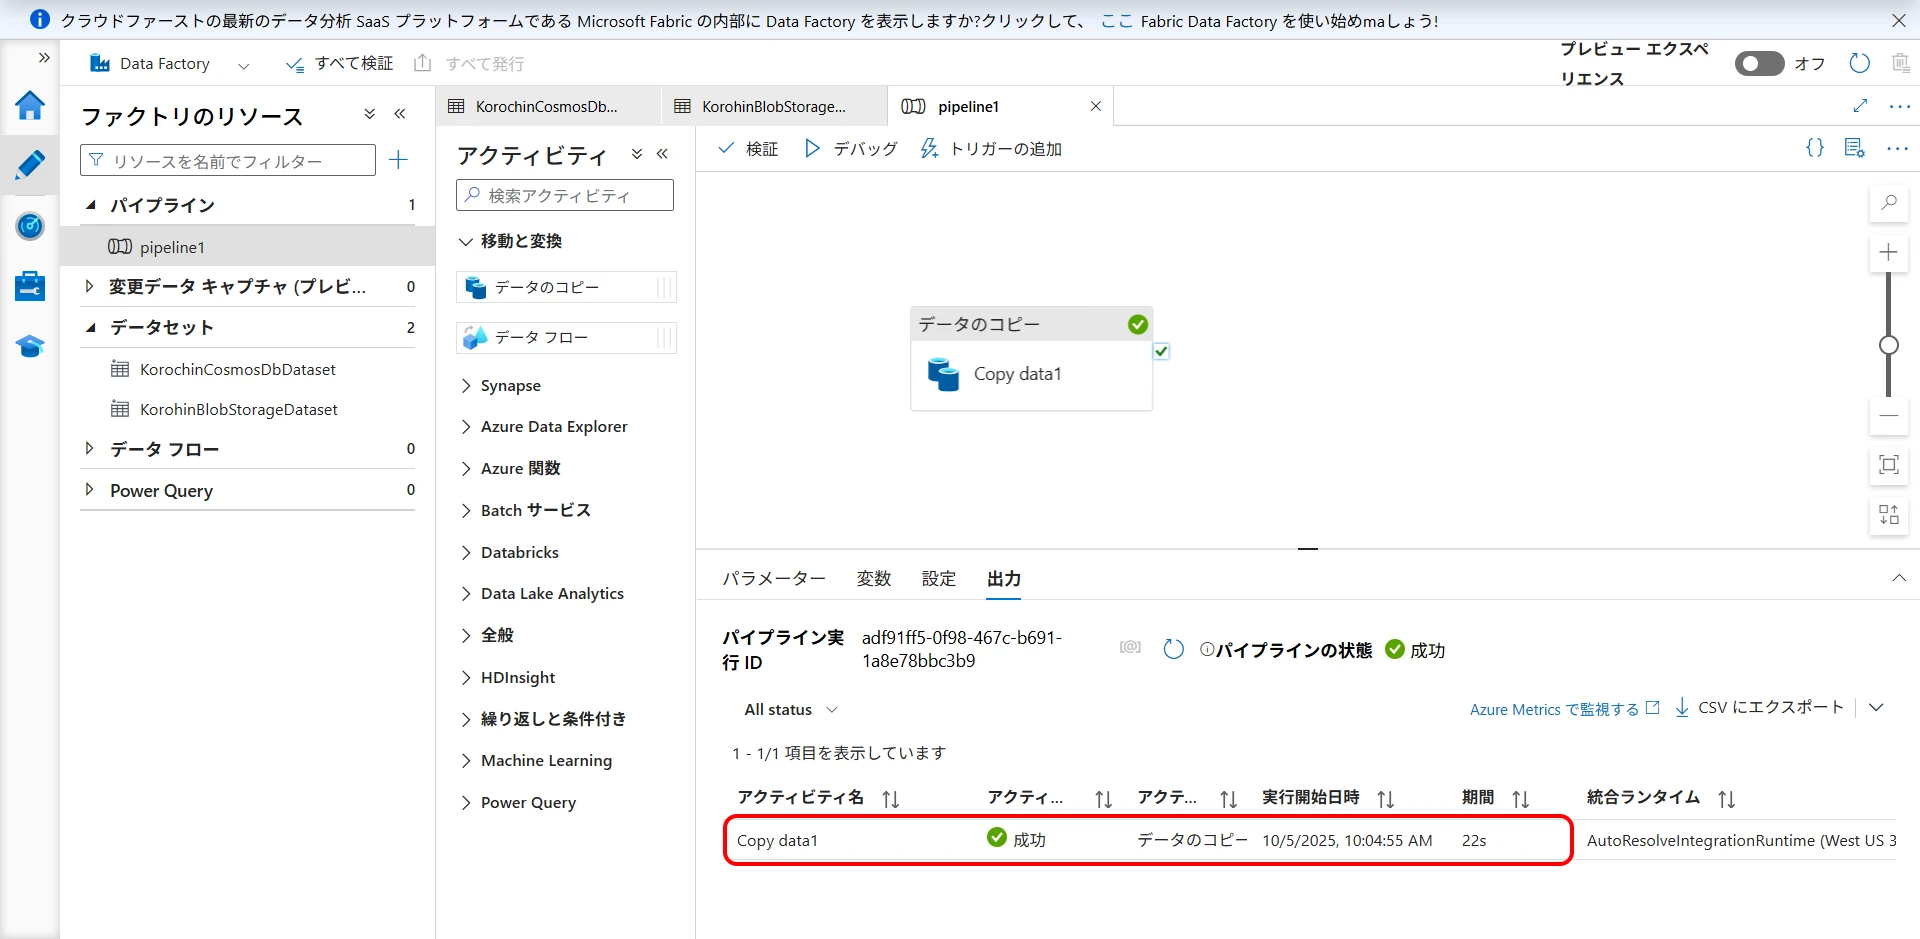 クラウドファーストの最新のデータ分析 SaaS プラットフォームである Microsoft Fabric の内部に Data Factory を表示しますか?クリックして、 ここ Fabric Data Factory を使い始めmaしょう!
Data Factory
すべて検証
すべて発行
プレビュー エクスペ
リエンス
オフ
ファクトリのリソース
リソースを名前でフィルター
パイプライン 1
pipeline1
変更データ キャプチャ (プレビ... 0
データセット 2
KorochinCosmosDbDataset
KorohinBlobStorageDataset
データ フロー 0
Power Query 0
KorochinCosmosDb...
KorohinBlobStorage...
pipeline1
アクティビティ
検索アクティビティ
移動と変換
データのコピー
データ フロー
Synapse
Azure Data Explorer
Azure 関数
Batch サービス
Databricks
Data Lake Analytics
全般
HDInsight
繰り返しと条件付き
Machine Learning
Power Query
検証
デバッグ
トリガーの追加
データのコピー
Copy data1
パラメーター
変数
設定
出力
パイプライン実
行 ID
adf91ff5-0f98-467c-b691-
1a8e78bbc3b9
パイプラインの状態
成功
All status
Azure Metrics で監視する
CSV にエクスポート
1 - 1/1 項目を表示しています
アクティビティ名 アクティ... アクテ... 実行開始日時 期間 統合ランタイム
Copy data1 成功 データのコピー 10/5/2025, 10:04:55 AM 22s AutoResolveIntegrationRuntime (West US 3